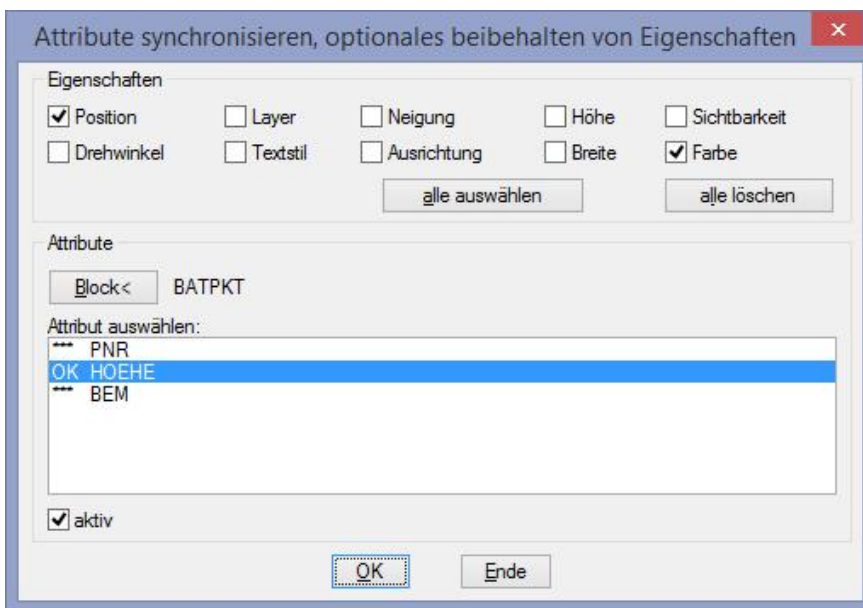 Attribute synchronisieren, optionales beibehalten von Eigenschaften
Eigenschaften
Position Layer Neigung Höhe Sichtbarkeit
Drehwinkel Textstil Ausrichtung Breite Farbe
alle auswählen alle löschen
Attribute
Block< BATPKT
Attribut auswählen:
*** PNR
OK HOEHE
*** BEM
aktiv
OK Ende